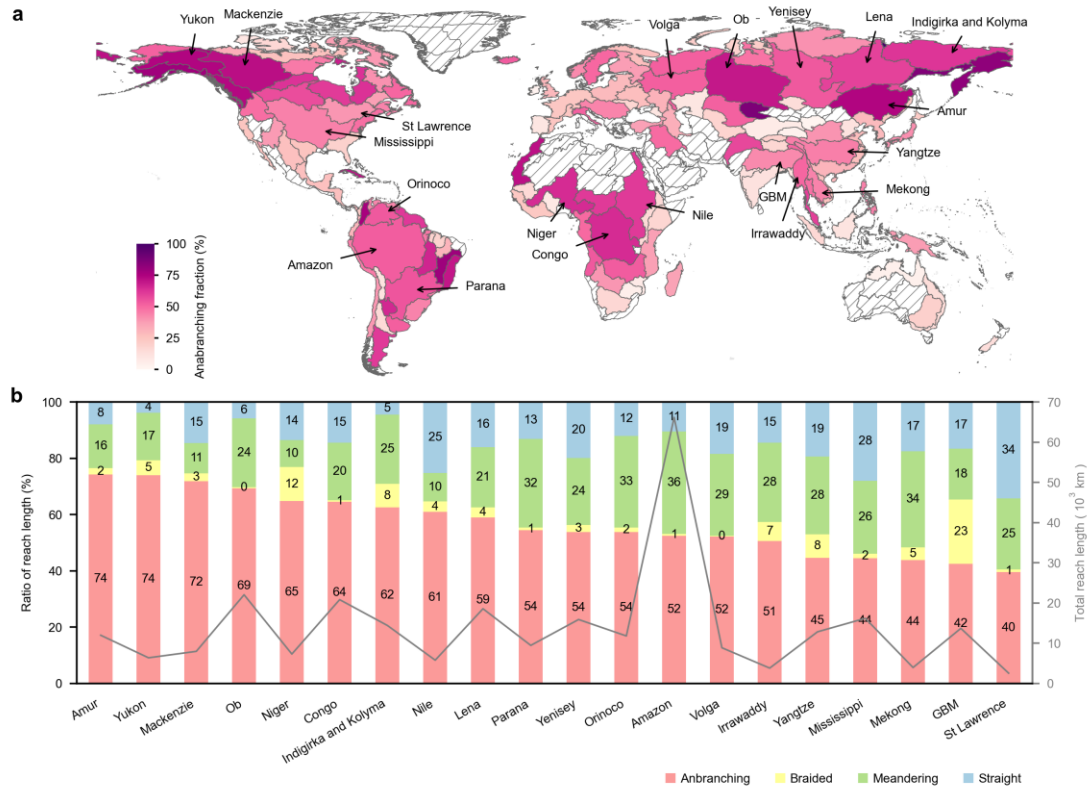 a
Yukon
Mackenzie
Volga
Ob
Yenisey
Lena
Indigirka and Kolyma
St Lawrence
Mississippi
Amur
Yangtze
Orinoco
Mekong
GBM
Nile
Irrawaddy
Niger
Congo
Amazon
Parana
Anabranching fraction (%)
100
75
50
25
0
b
Ratio of reach length (%)
100
80
60
40
20
0
8 4 15 6 14 15 5 25 16 13 20 12 11 19 15 19 28 17 17 34
16 17 11 24 10 20 25 10 21 32 24 33 36 29 28 28 26 34 18 25
2 5 3 0 12 1 8 4 4 1 3 2 1 0 7 8 2 5 23 1
74 74 72 69 65 64 62 61 59 54 54 54 52 52 51 45 44 44 42 40
70
60
50
40
30
20
10
0
Total reach length ( 10³ km )
Amur
Yukon
Mackenzie
Ob
Niger
Congo
Indigirka and Kolyma
Nile
Lena
Parana
Yenisey
Orinoco
Amazon
Volga
Irrawaddy
Yangtze
Mississippi
Mekong
GBM
St Lawrence
Anbranching Braided Meandering Straight